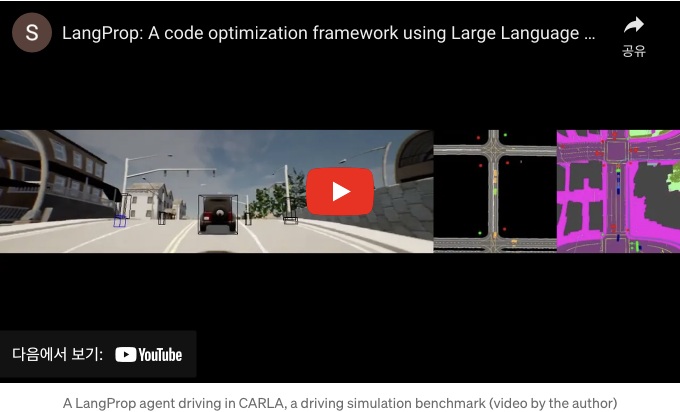 S
LangProp: A code optimization framework using Large Language ...
공유
다음에서 보기: YouTube
A LangProp agent driving in CARLA, a driving simulation benchmark (video by the author)